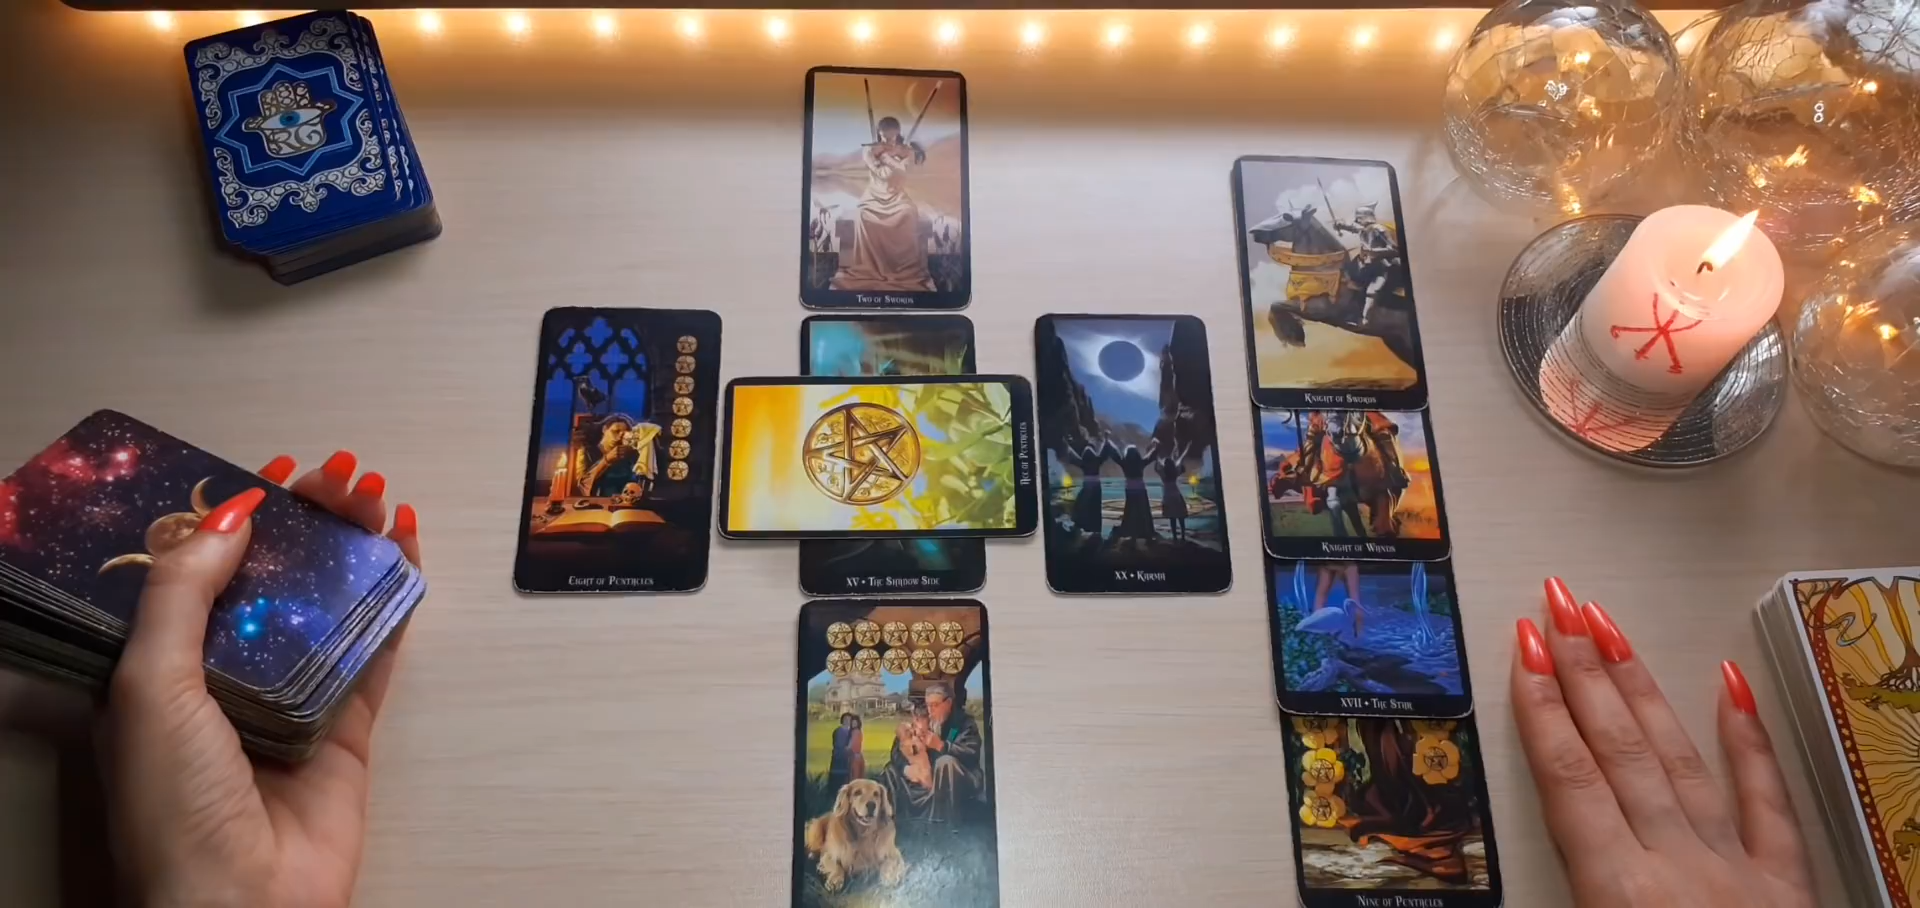 Two of Swords
Knight of Swords
Ace of Pentacles
Knight of Wands
Eight of Pentacles
XV • The Shadow Side
XX • Karma
XVII • The Star
Nine of Pentacles